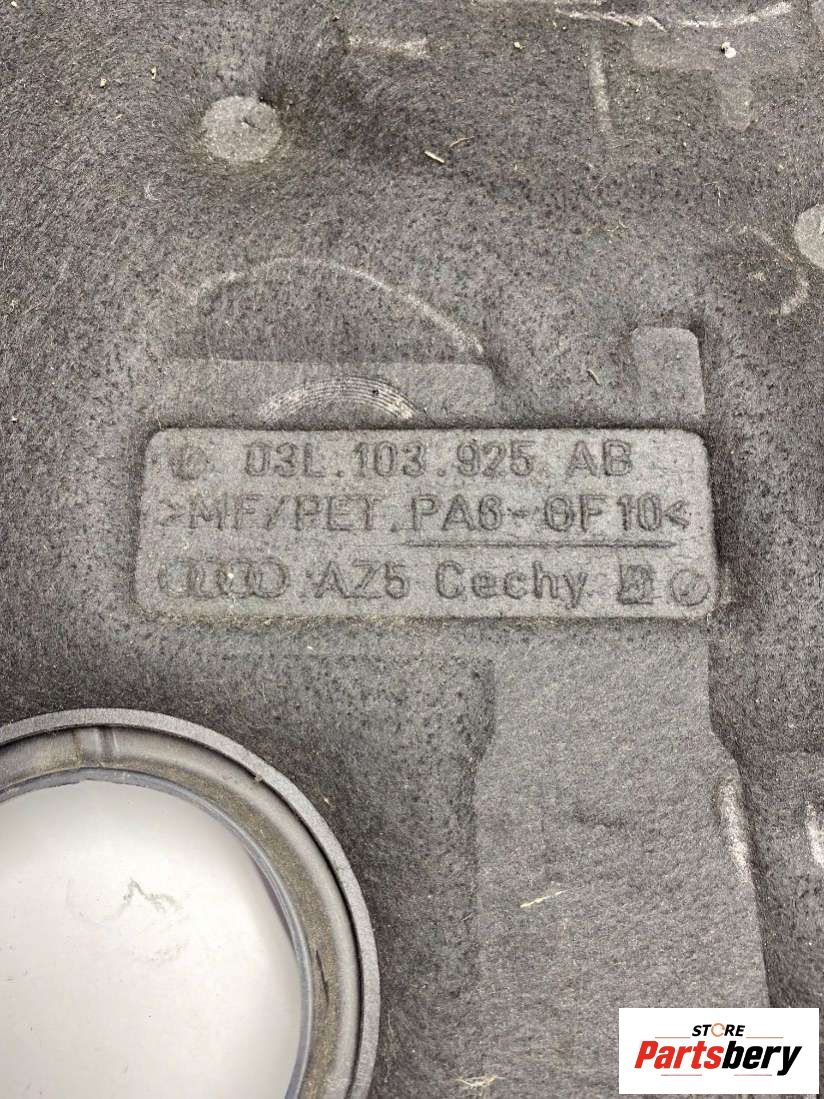 03L.103.925 AB
>MF/PET.PA6-GF10<
AZ5 Cechy
STORE
Partsbery